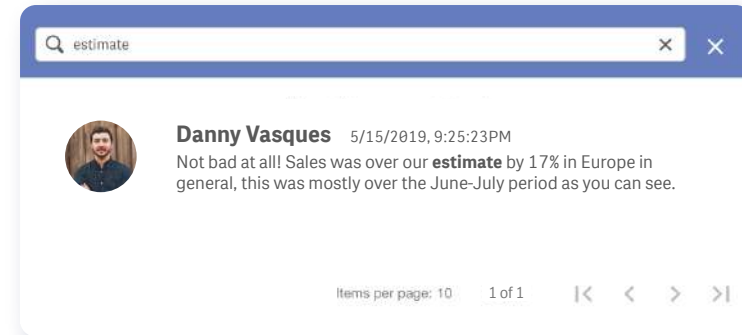 estimate
Danny Vasques 5/15/2019, 9:25:23PM
Not bad at all! Sales was over our estimate by 17% in Europe in
general, this was mostly over the June-July period as you can see.
Items per page: 10 1 of 1